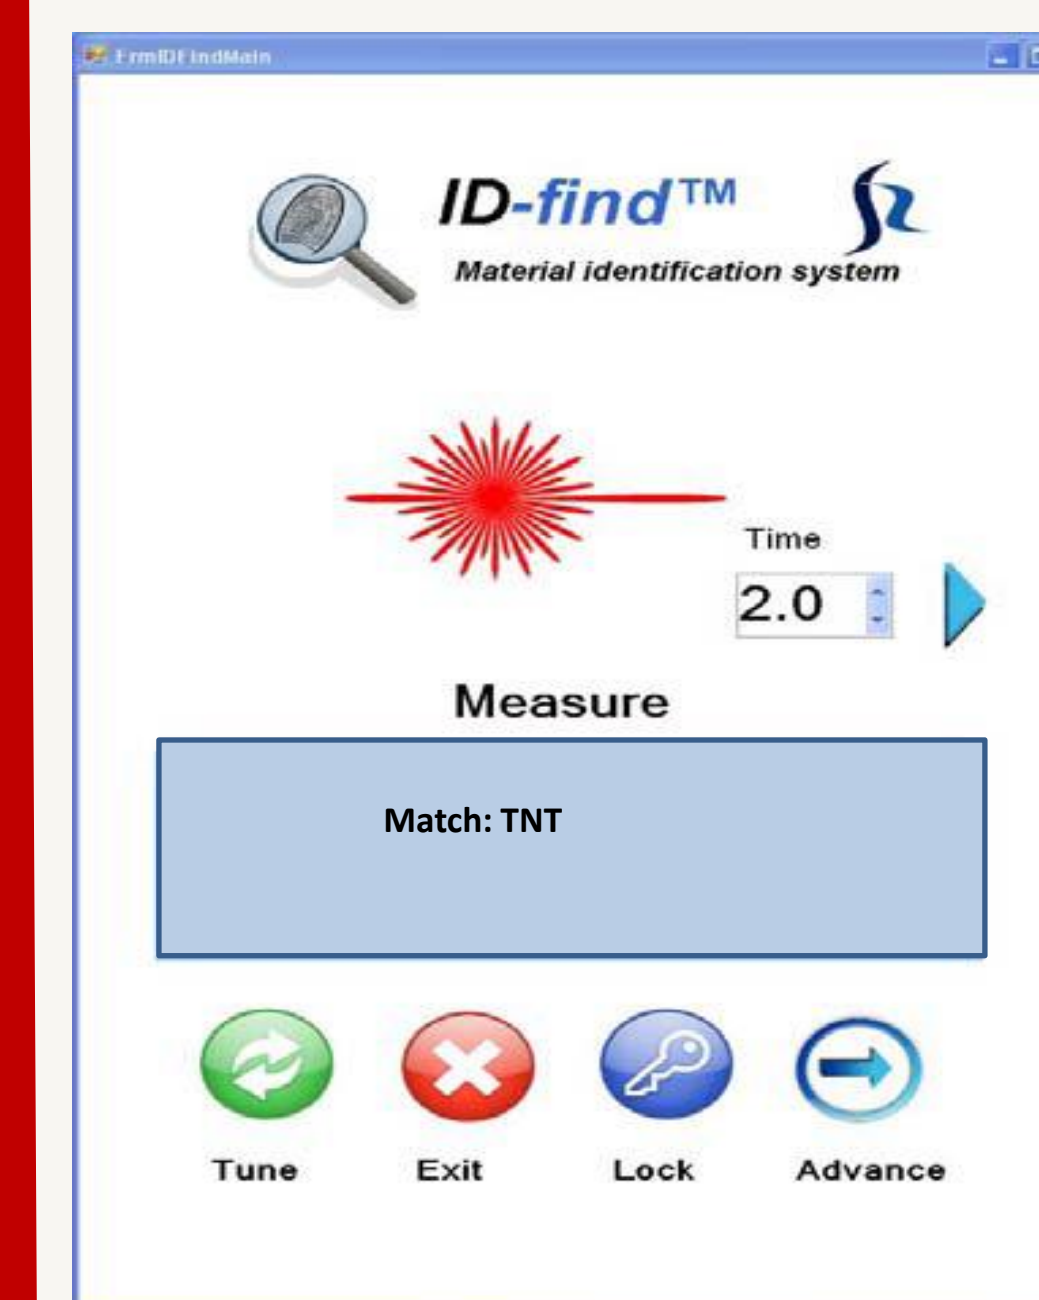 FrmIDFindMain
ID-find™
Material identification system
Time
2.0
Measure
Match: TNT
Tune Exit Lock Advance